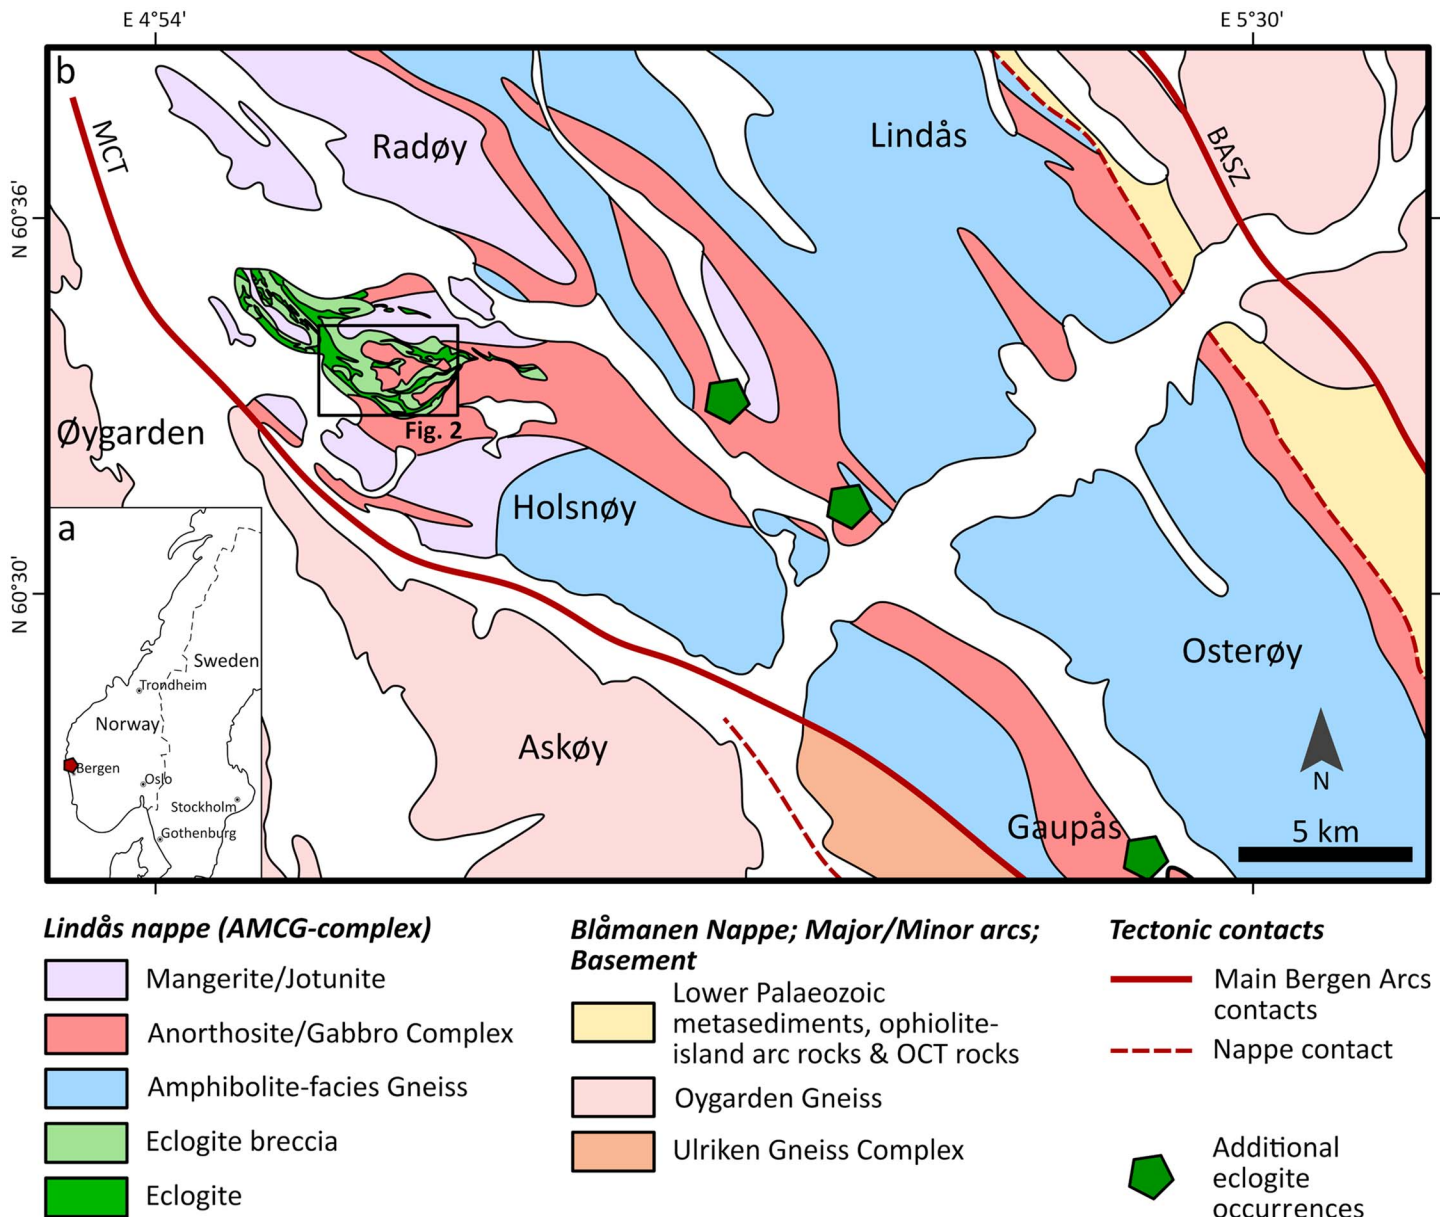 E 4°54'
E 5°30'
b
MCT
Radøy
Lindås
BASZ
N 60°36'
Øygarden
Fig. 2
Holsnøy
a
N 60°30'
Sweden
Trondheim
Norway
Bergen
Oslo
Stockholm
Gothenburg
Askøy
Osterøy
N
Gaupås
5 km
Lindås nappe (AMCG-complex)
Mangerite/Jotunite
Anorthosite/Gabbro Complex
Amphibolite-facies Gneiss
Eclogite breccia
Eclogite
Blåmanen Nappe; Major/Minor arcs;
Basement
Lower Palaeozoic
metasediments, ophiolite-
island arc rocks & OCT rocks
Oygarden Gneiss
Ulriken Gneiss Complex
Tectonic contacts
Main Bergen Arcs
contacts
Nappe contact
Additional
eclogite
occurrences